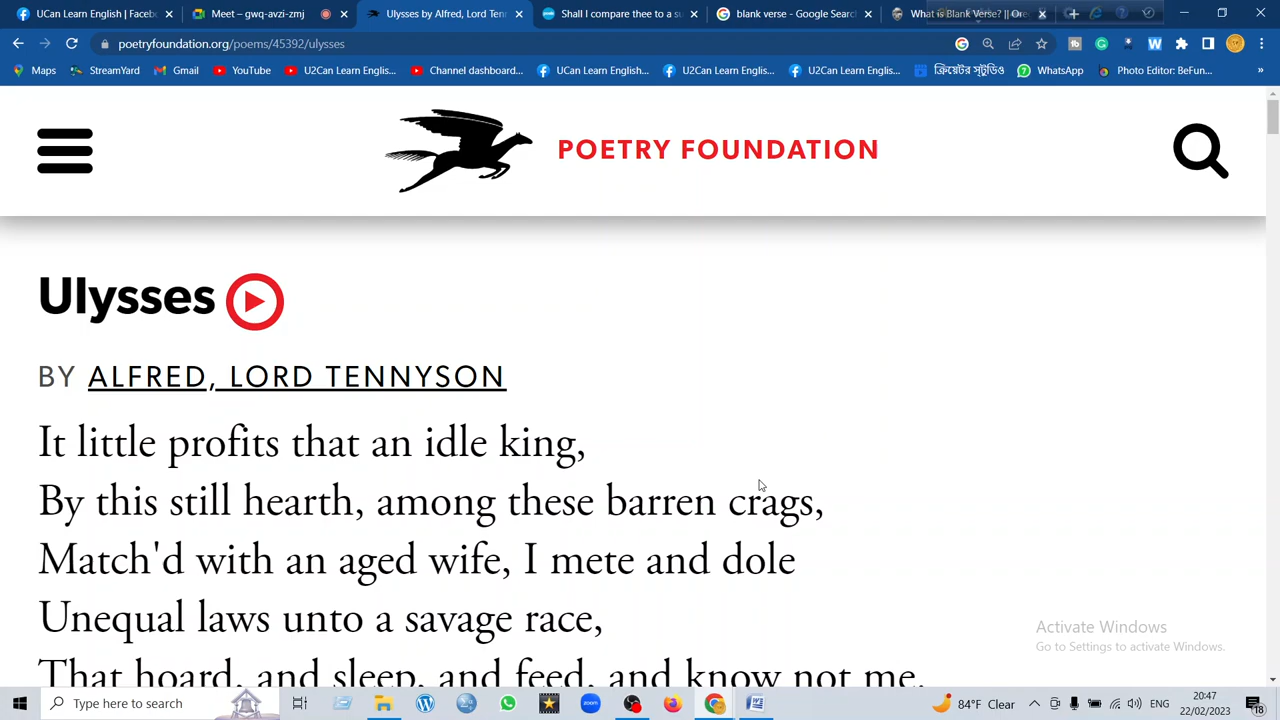 UCan Learn English | Facebo
Meet – gwq-avzi-zmj
Ulysses by Alfred, Lord Tenn
Shall I compare thee to a su
blank verse - Google Search
What is Blank Verse? || Ore
poetryfoundation.org/poems/45392/ulysses
Maps StreamYard Gmail YouTube U2Can Learn Englis... Channel dashboard... UCan Learn English... U2Can Learn Englis... U2Can Learn Englis... ক্রিয়েটর স্টুডিও WhatsApp Photo Editor: BeFun... »
POETRY FOUNDATION
Ulysses
BY ALFRED, LORD TENNYSON
It little profits that an idle king,
By this still hearth, among these barren crags,
Match'd with an aged wife, I mete and dole
Unequal laws unto a savage race,
That hoard, and sleep, and feed, and know not me.
Activate Windows
Go to Settings to activate Windows.
Type here to search
84°F Clear
ENG
20:47
22/02/2023
18